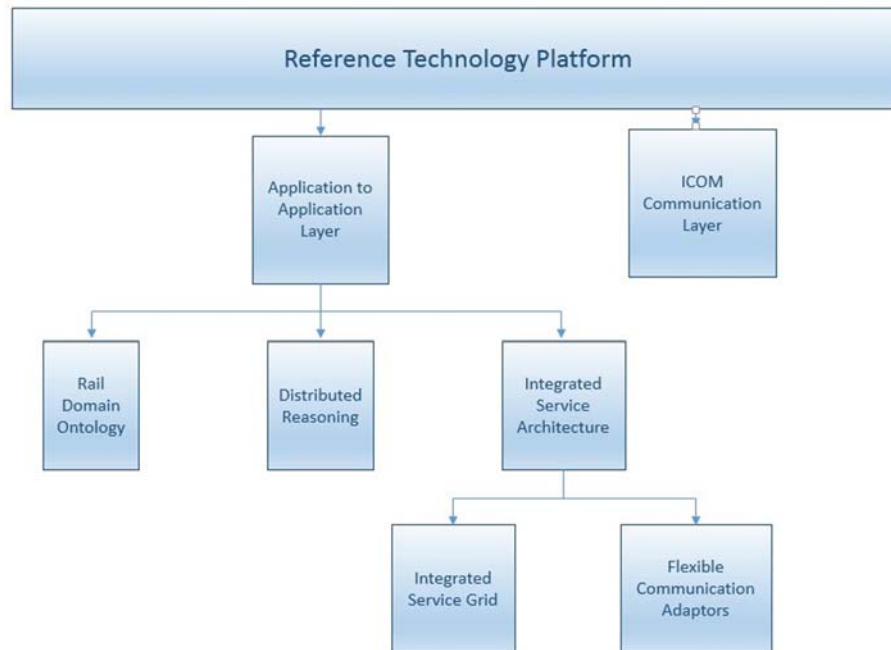 Reference Technology Platform
Application to
Application
Layer
ICOM
Communication
Layer
Rail
Domain
Ontology
Distributed
Reasoning
Integrated
Service
Architecture
Integrated
Service Grid
Flexible
Communication
Adaptors